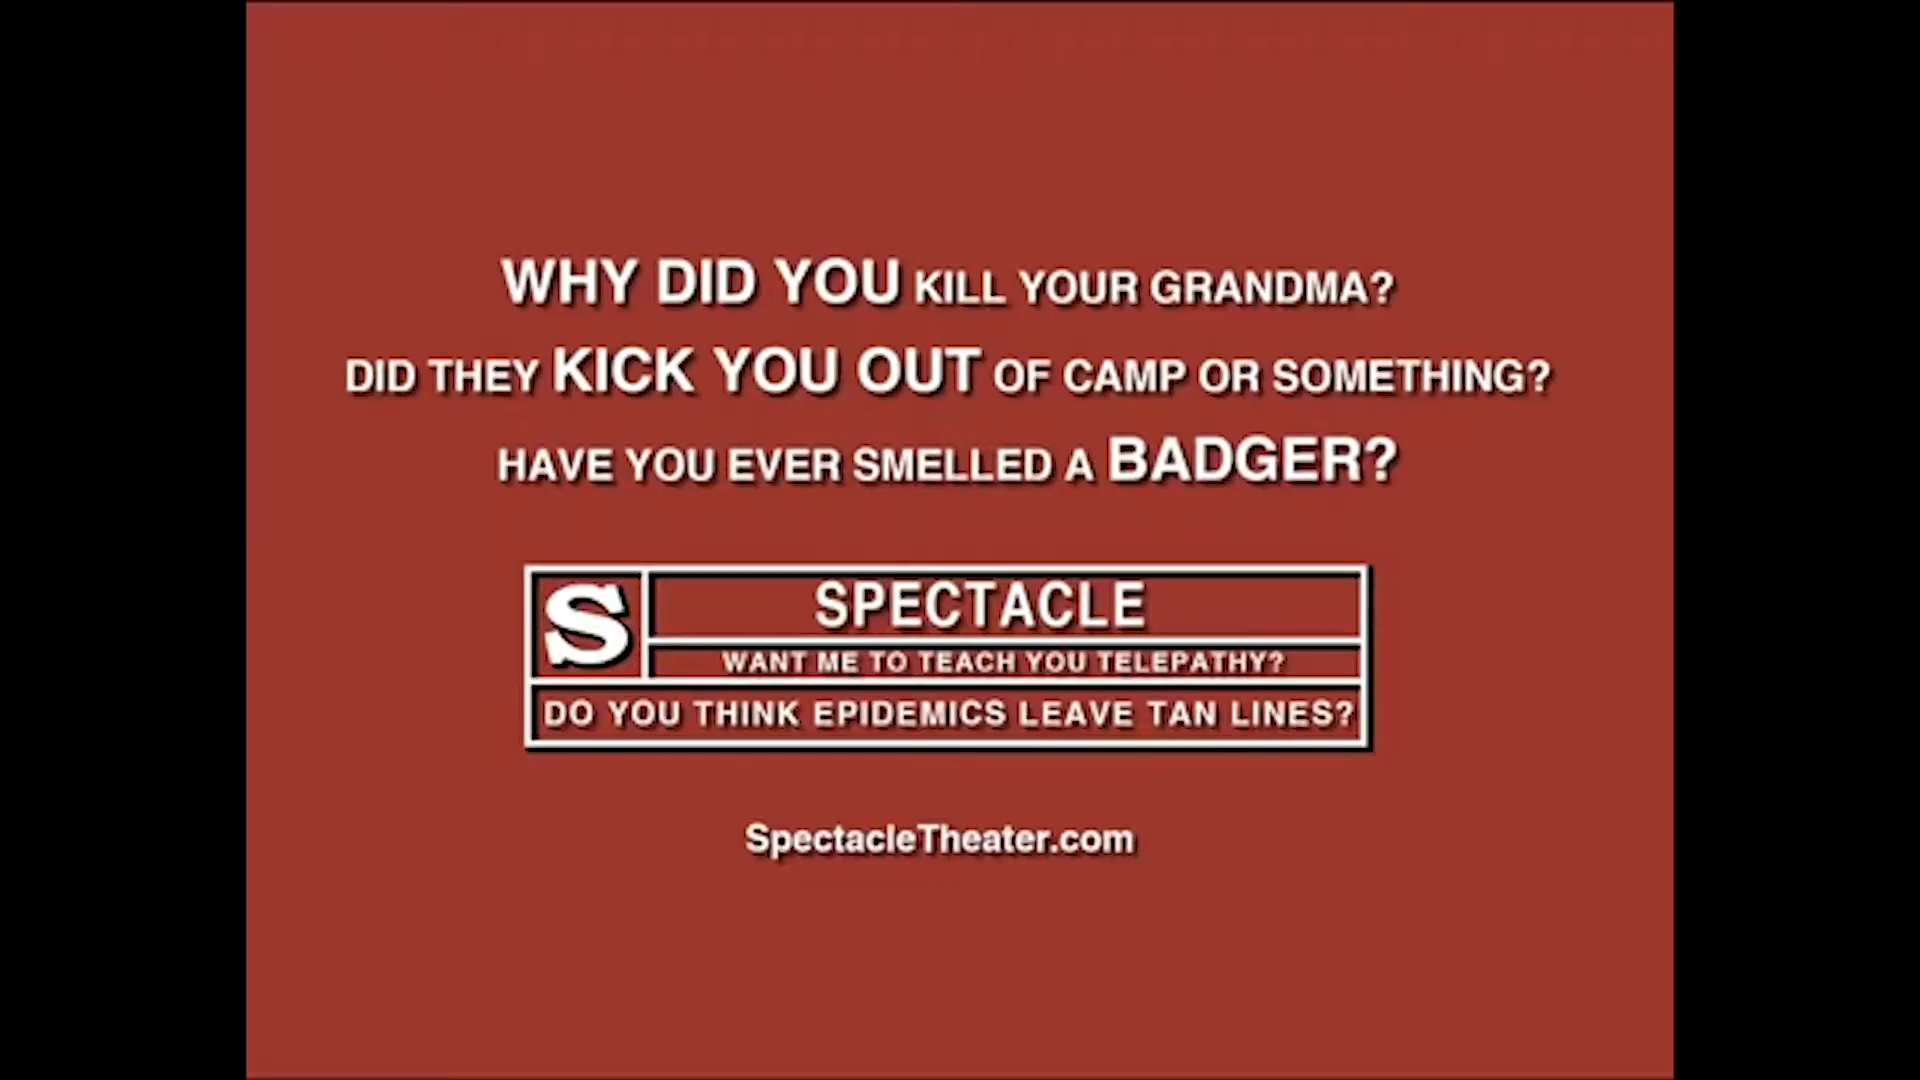 WHY DID YOU KILL YOUR GRANDMA?
DID THEY KICK YOU OUT OF CAMP OR SOMETHING?
HAVE YOU EVER SMELLED A BADGER?
S
SPECTACLE
WANT ME TO TEACH YOU TELEPATHY?
DO YOU THINK EPIDEMICS LEAVE TAN LINES?
SpectacleTheater.com